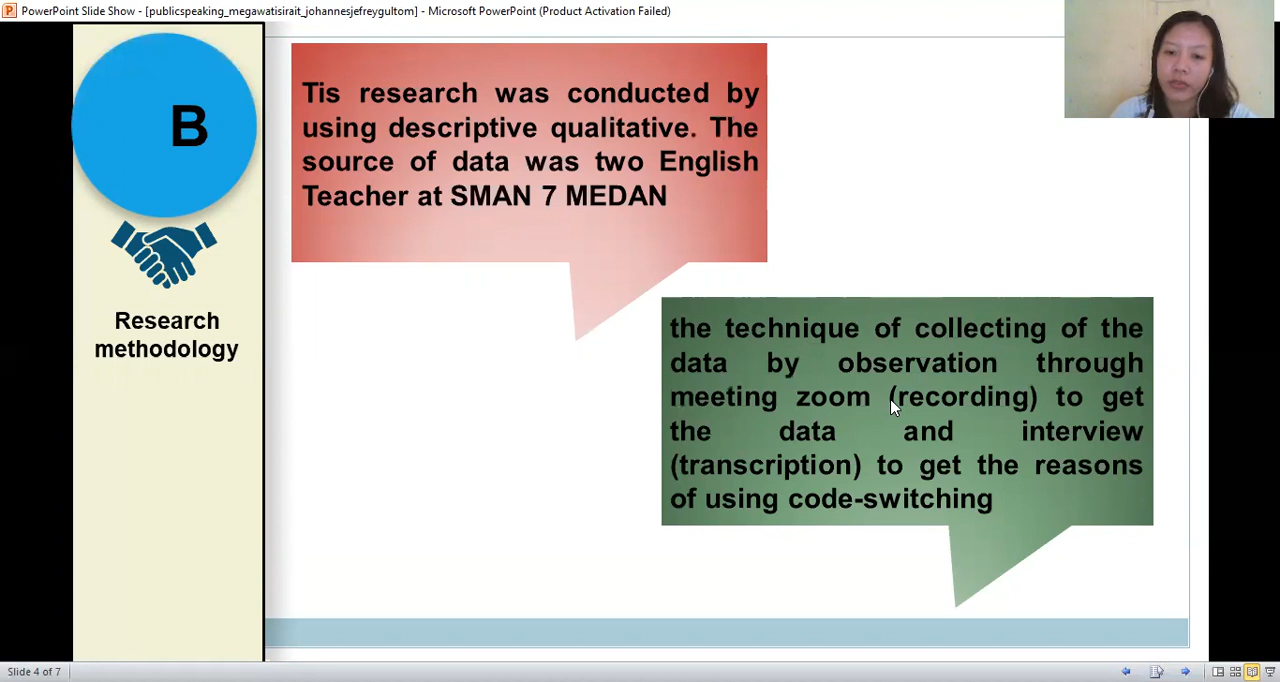 PowerPoint Slide Show - [publicspeaking_megawatisirait_johannesjefreygultom] - Microsoft PowerPoint (Product Activation Failed)
B
Research
methodology
Tis research was conducted by
using descriptive qualitative. The
source of data was two English
Teacher at SMAN 7 MEDAN
the technique of collecting of the
data by observation through
meeting zoom (recording) to get
the data and interview
(transcription) to get the reasons
of using code-switching
Slide 4 of 7